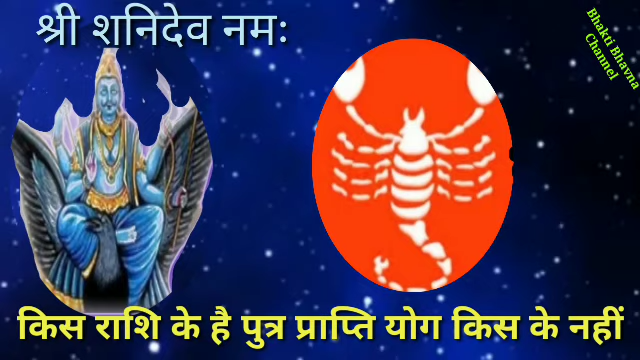 श्री शनिदेव नमः
Bhakti Bhavna
Channel
किस राशि के है पुत्र प्राप्ति योग किस के नहीं